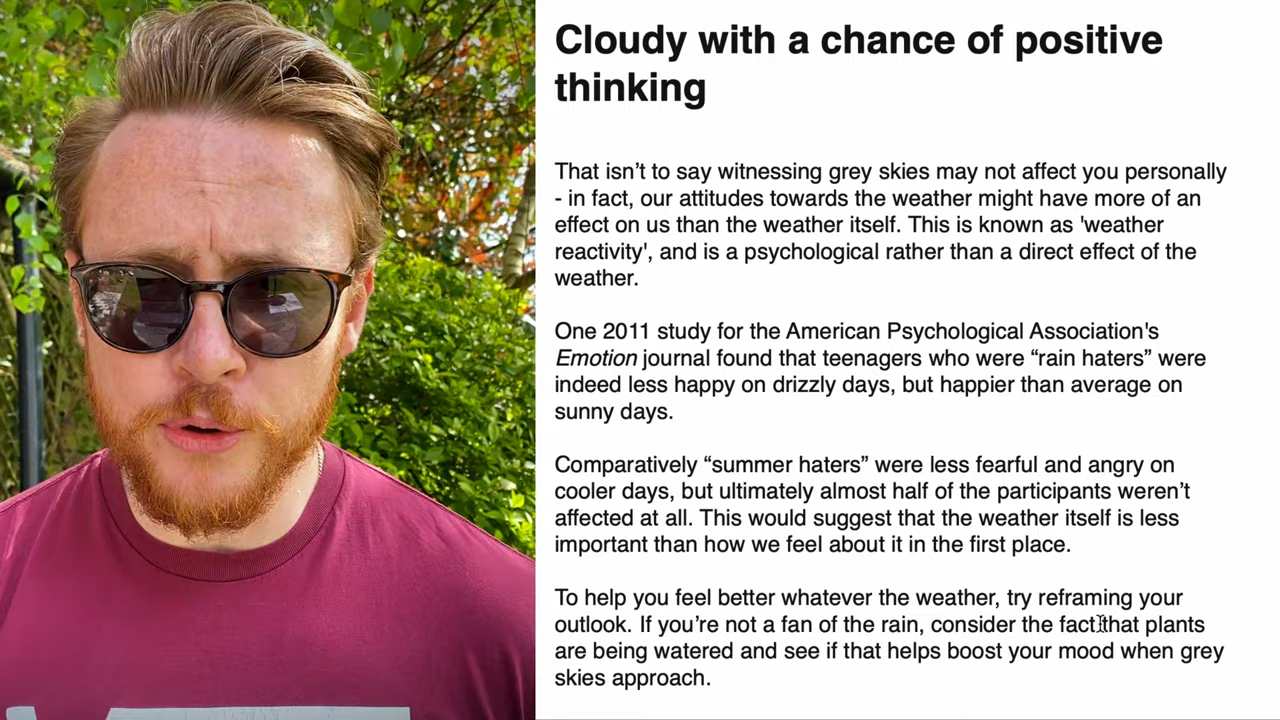 Cloudy with a chance of positive
thinking
That isn’t to say witnessing grey skies may not affect you personally
- in fact, our attitudes towards the weather might have more of an
effect on us than the weather itself. This is known as 'weather
reactivity', and is a psychological rather than a direct effect of the
weather.
One 2011 study for the American Psychological Association's
Emotion journal found that teenagers who were “rain haters” were
indeed less happy on drizzly days, but happier than average on
sunny days.
Comparatively “summer haters” were less fearful and angry on
cooler days, but ultimately almost half of the participants weren’t
affected at all. This would suggest that the weather itself is less
important than how we feel about it in the first place.
To help you feel better whatever the weather, try reframing your
outlook. If you’re not a fan of the rain, consider the fact that plants
are being watered and see if that helps boost your mood when grey
skies approach.